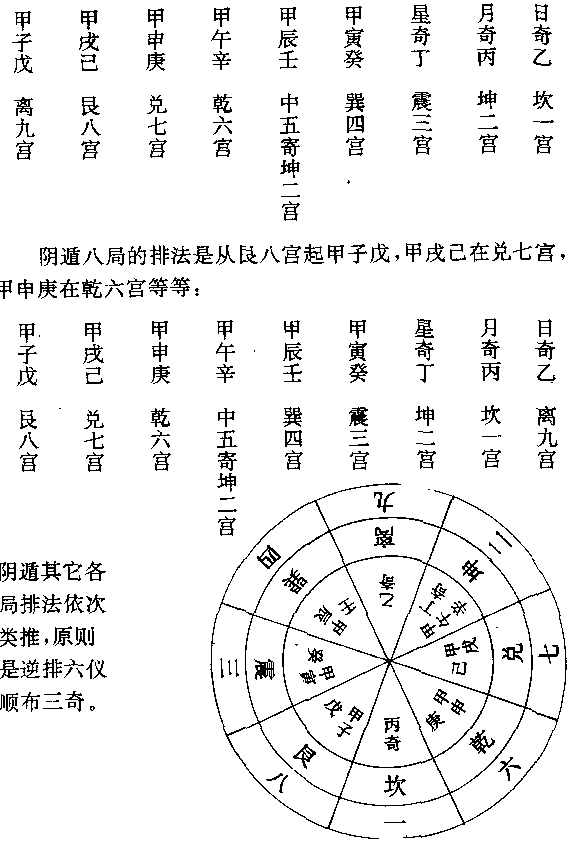 甲子戊 离九宫
甲戌己 艮八宫
甲申庚 兑七宫
甲午辛 乾六宫
甲辰壬 中五寄坤二宫
甲寅癸 巽四宫
星奇丁 震三宫
月奇丙 坤二宫
日奇乙 坎一宫
阴遁八局的排法是从艮八宫起甲子戊,甲戌己在兑七宫,
甲申庚在乾六宫等等:
甲子戊 艮八宫
甲戌己 兑七宫
甲申庚 乾六宫
甲午辛 中五寄坤二宫
甲辰壬 巽四宫
甲寅癸 震三宫
星奇丁 坤二宫
月奇丙 坎一宫
日奇乙 离九宫
阴遁其它各
局排法依次
类推,原则
是逆排六仪
顺布三奇。
九
离
乙奇
二
坤
丁奇
甲午辛
七
兑
甲戌
己
六
乾
甲申
庚
一
坎
丙奇
八
艮
甲子
戊
三
震
甲寅
癸
四
巽
甲辰
壬